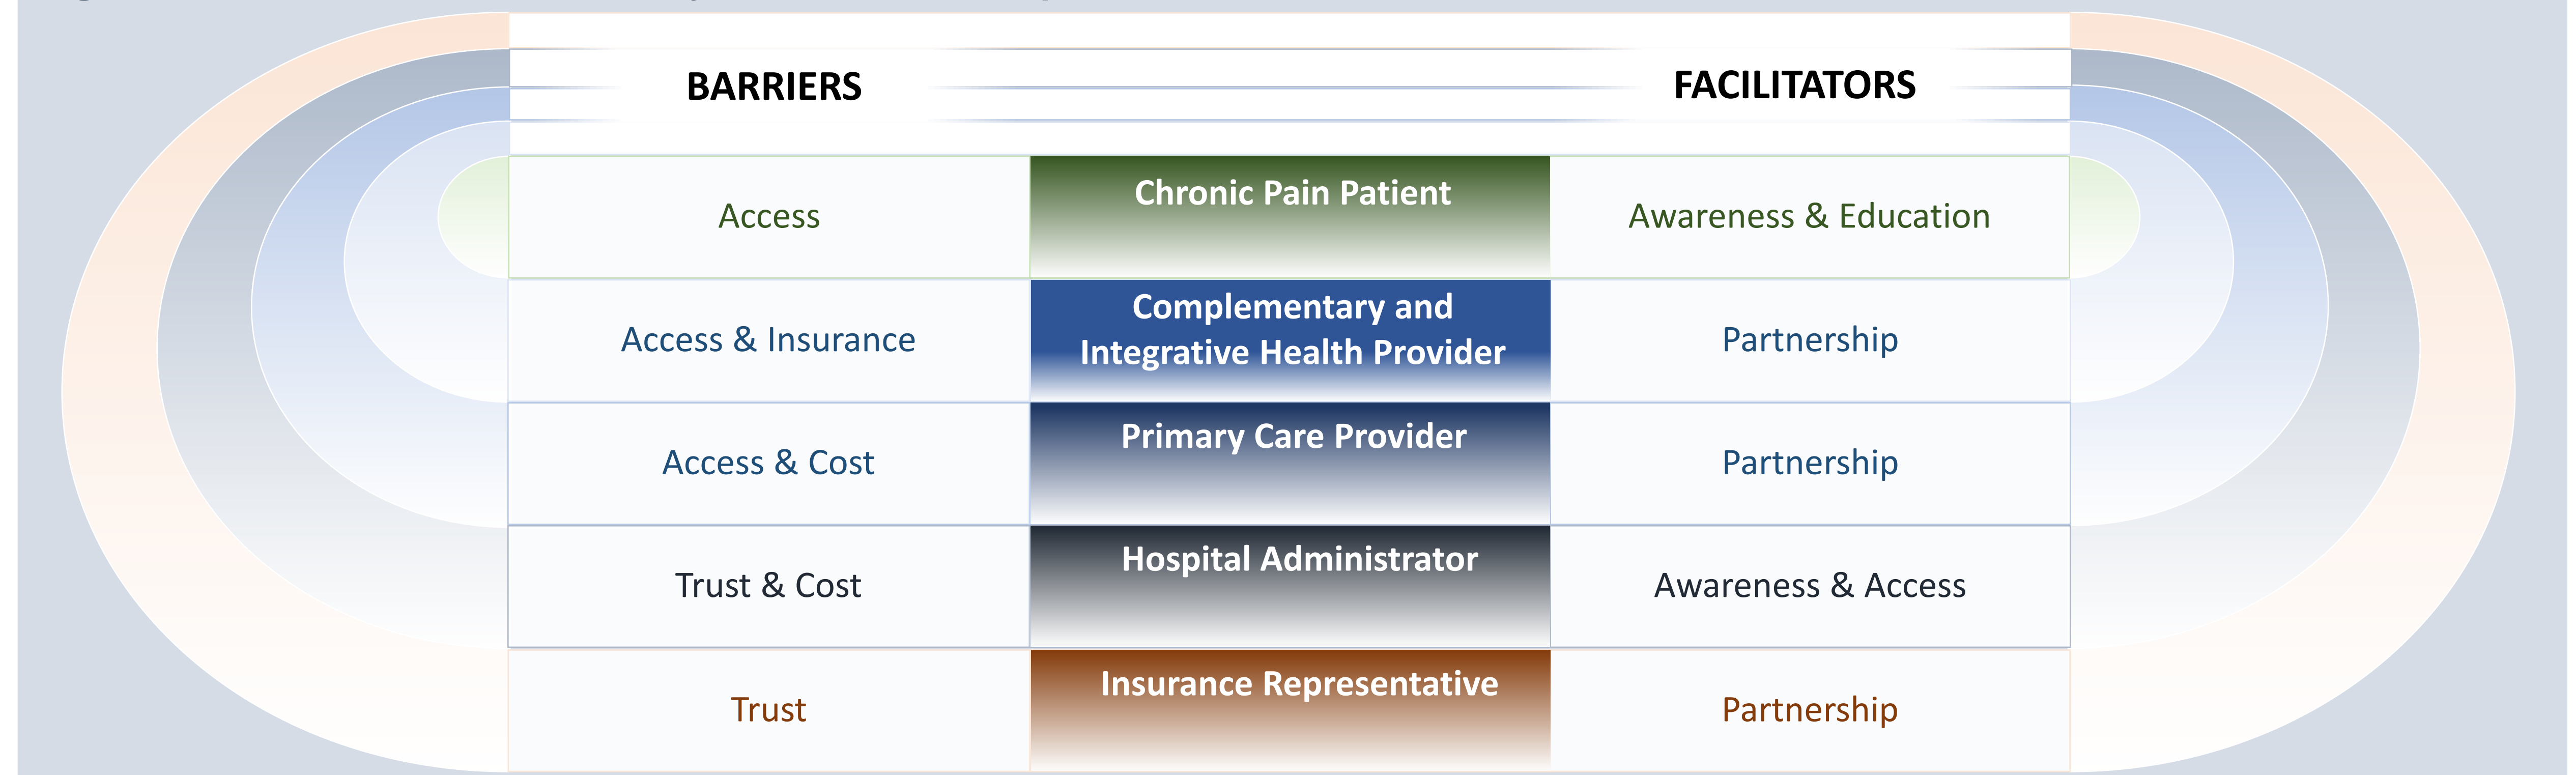 BARRIERS
FACILITATORS
Access
Chronic Pain Patient
Awareness & Education
Access & Insurance
Complementary and
Integrative Health Provider
Partnership
Access & Cost
Primary Care Provider
Partnership
Trust & Cost
Hospital Administrator
Awareness & Access
Trust
Insurance Representative
Partnership